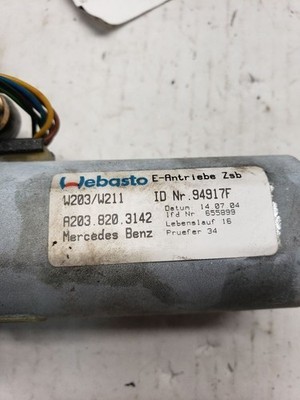 Webasto E-Antriebe Zsb
W203/W211 ID Nr.94917F
Datum 14.07.04
A203.820.3142 lfd Nr 655899
Lebenslauf 16
Mercedes Benz Pruefer 34